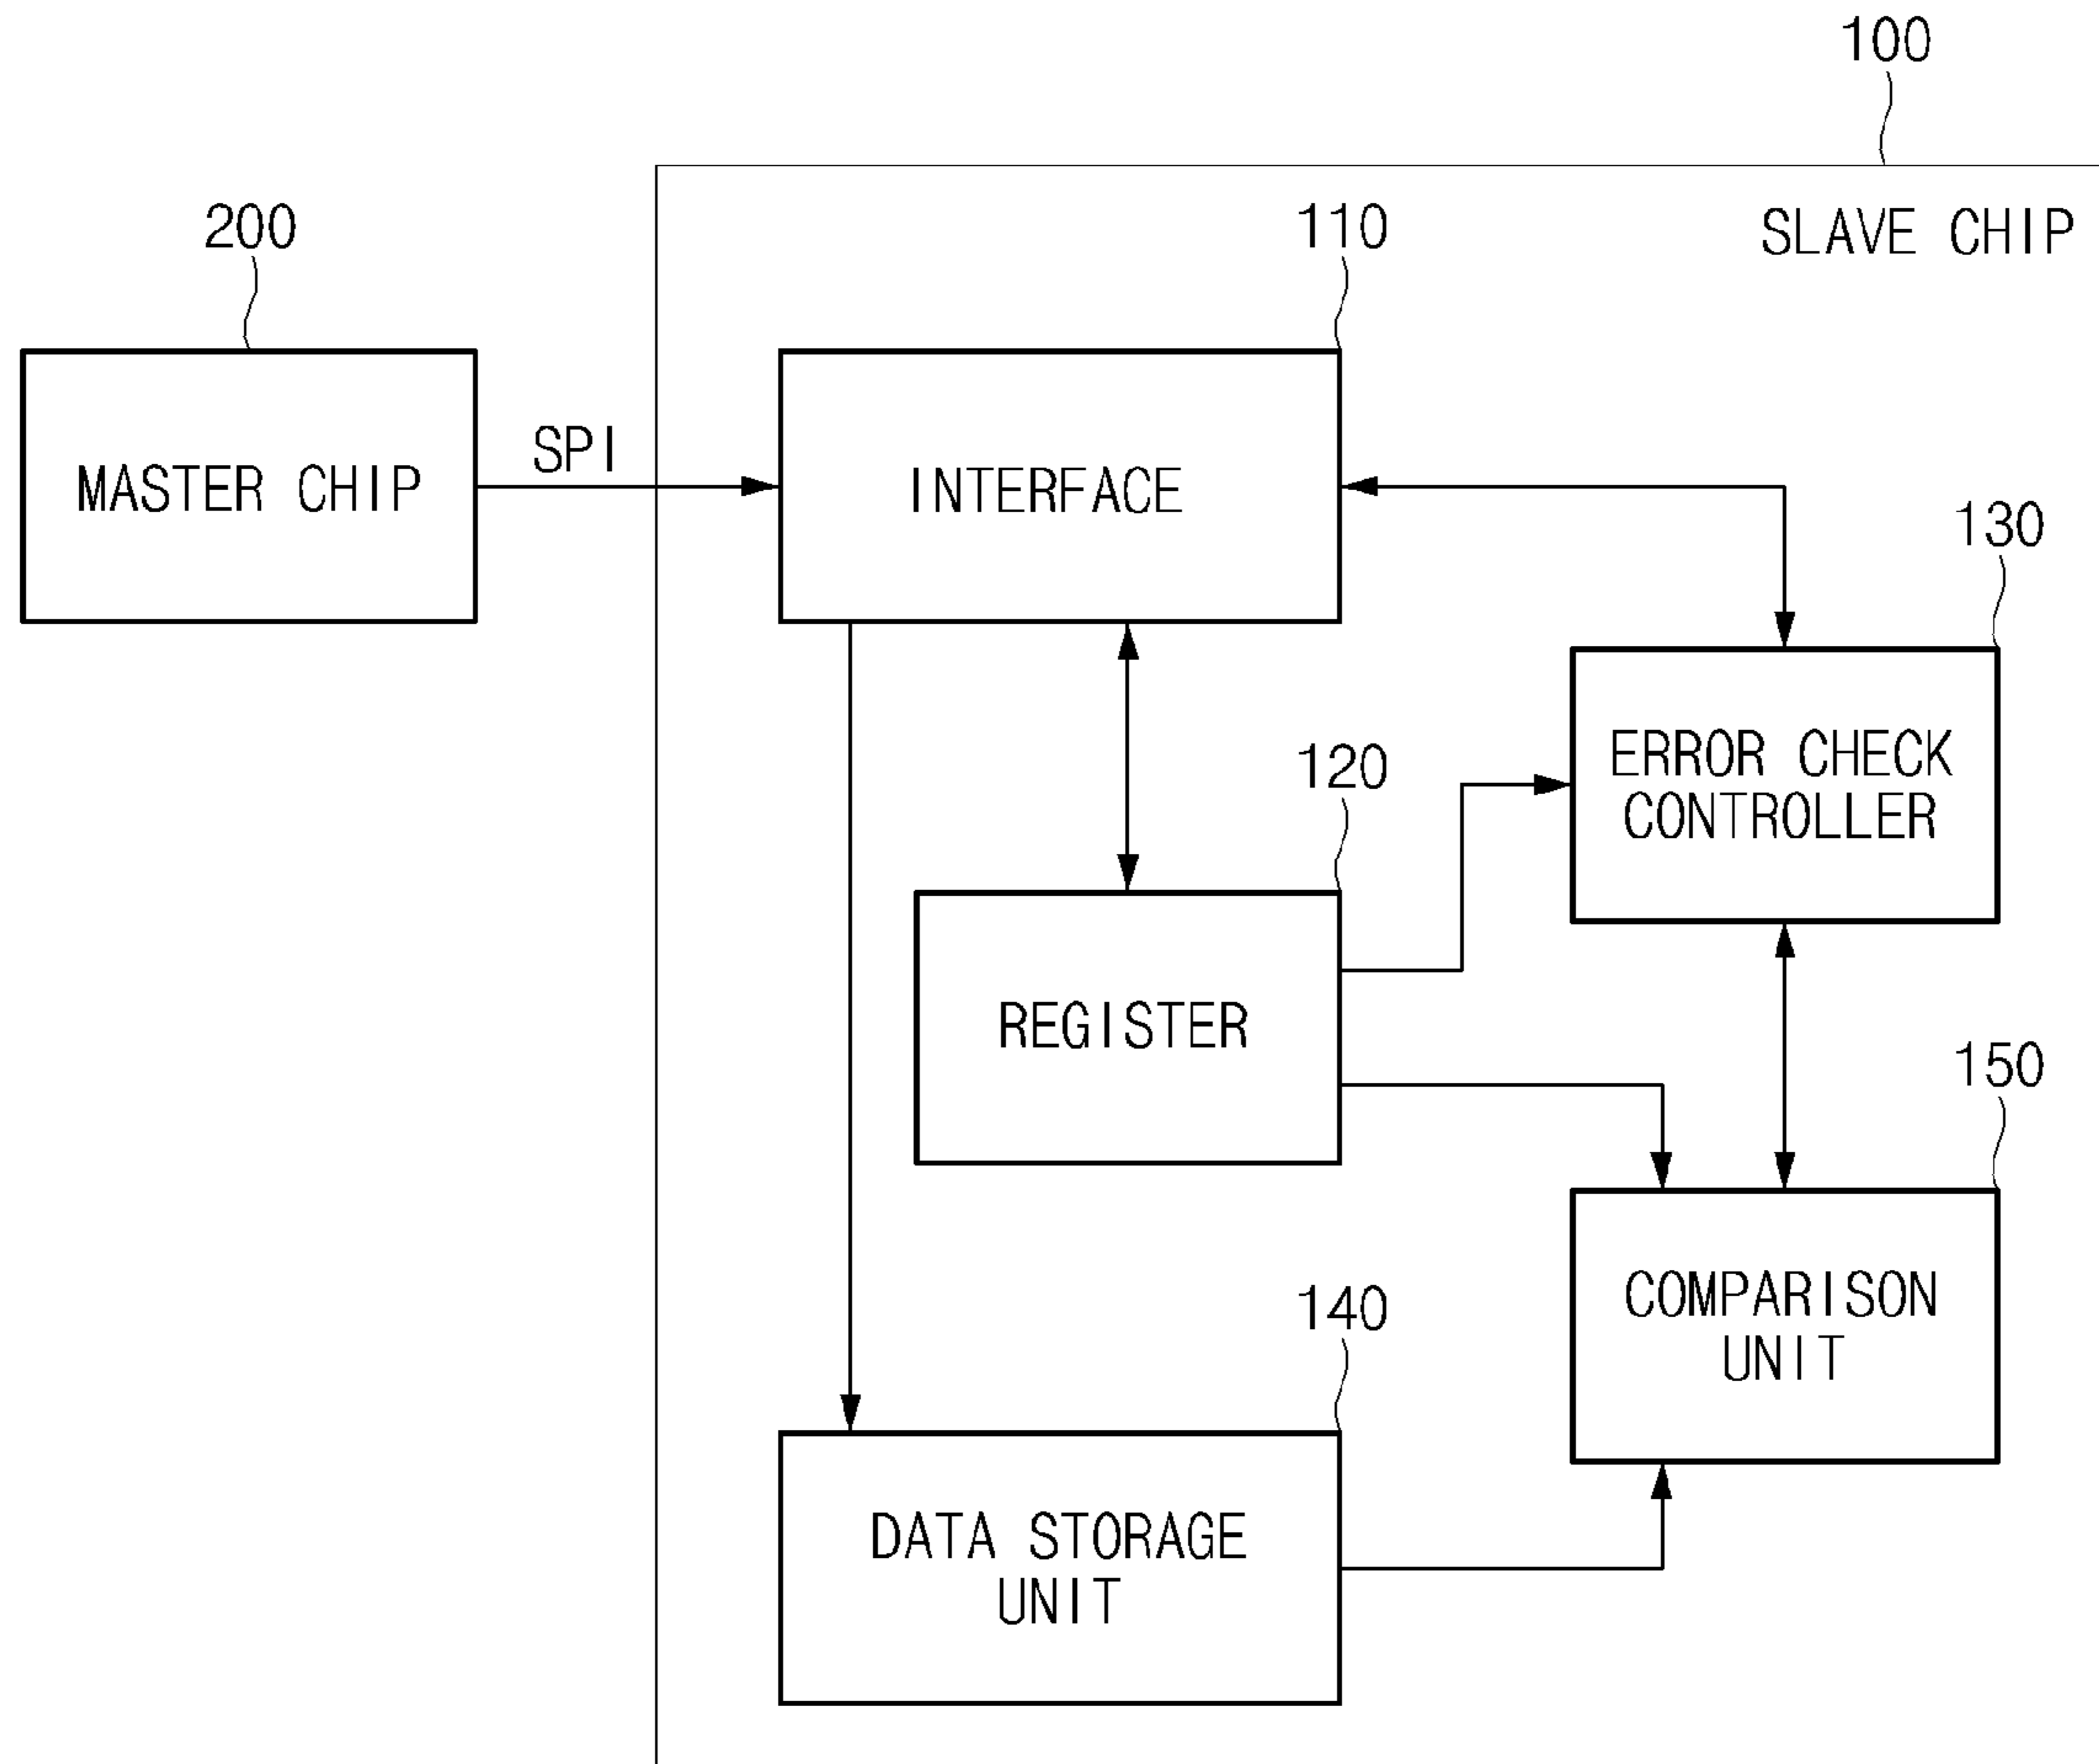 100
SLAVE CHIP
200
110
MASTER CHIP
SPI
INTERFACE
130
ERROR CHECK
CONTROLLER
120
REGISTER
150
COMPARISON
UNIT
140
DATA STORAGE
UNIT